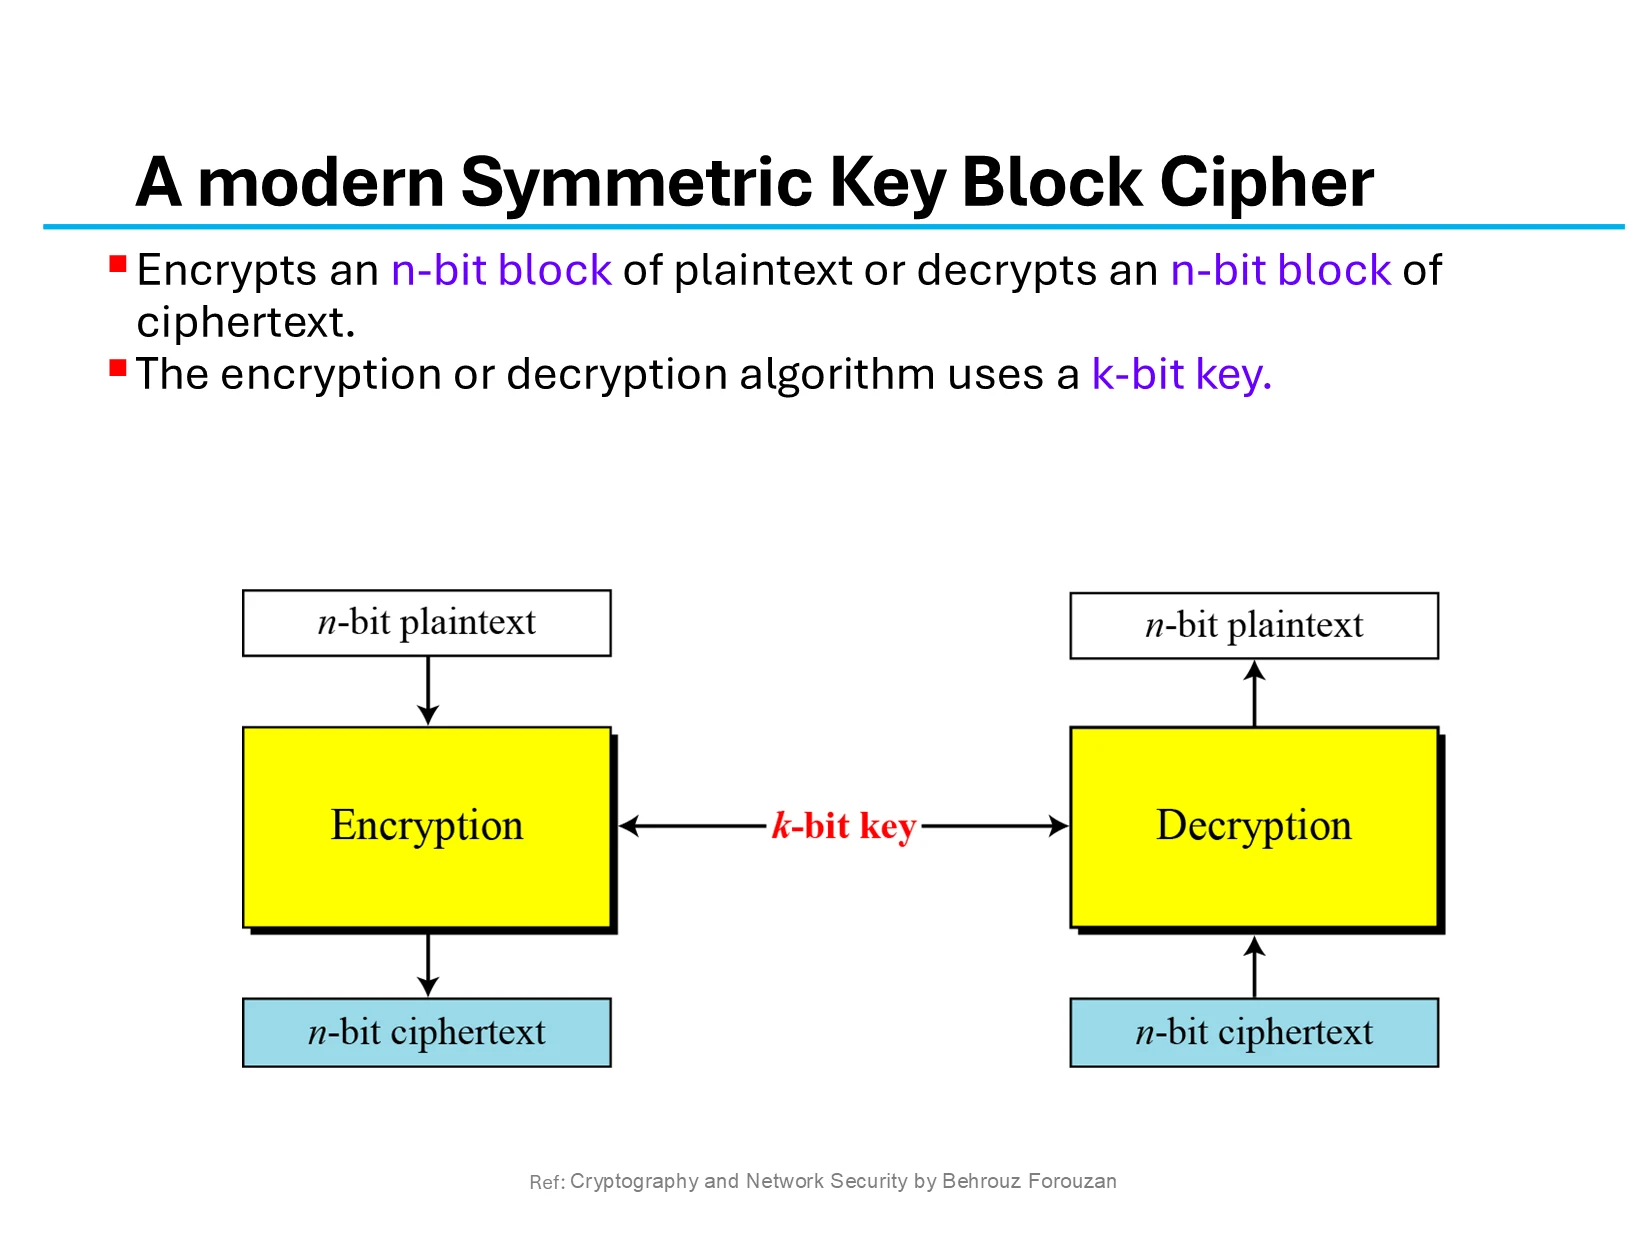 A modern Symmetric Key Block Cipher
Encrypts an n-bit block of plaintext or decrypts an n-bit block of
ciphertext.
The encryption or decryption algorithm uses a k-bit key.
n-bit plaintext
n-bit plaintext
Encryption
k-bit key
Decryption
n-bit ciphertext
n-bit ciphertext
Ref: Cryptography and Network Security by Behrouz Forouzan